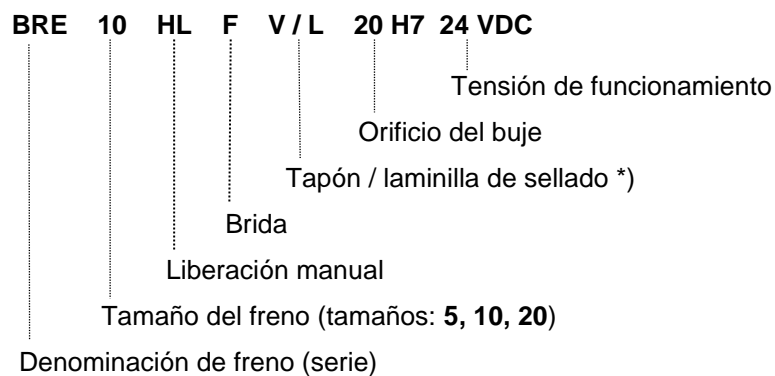 BRE 10 HL F V / L 20 H7 24 VDC
Tensión de funcionamiento
Orificio del buje
Tapón / laminilla de sellado *)
Brida
Liberación manual
Tamaño del freno (tamaños: 5, 10, 20)
Denominación de freno (serie)